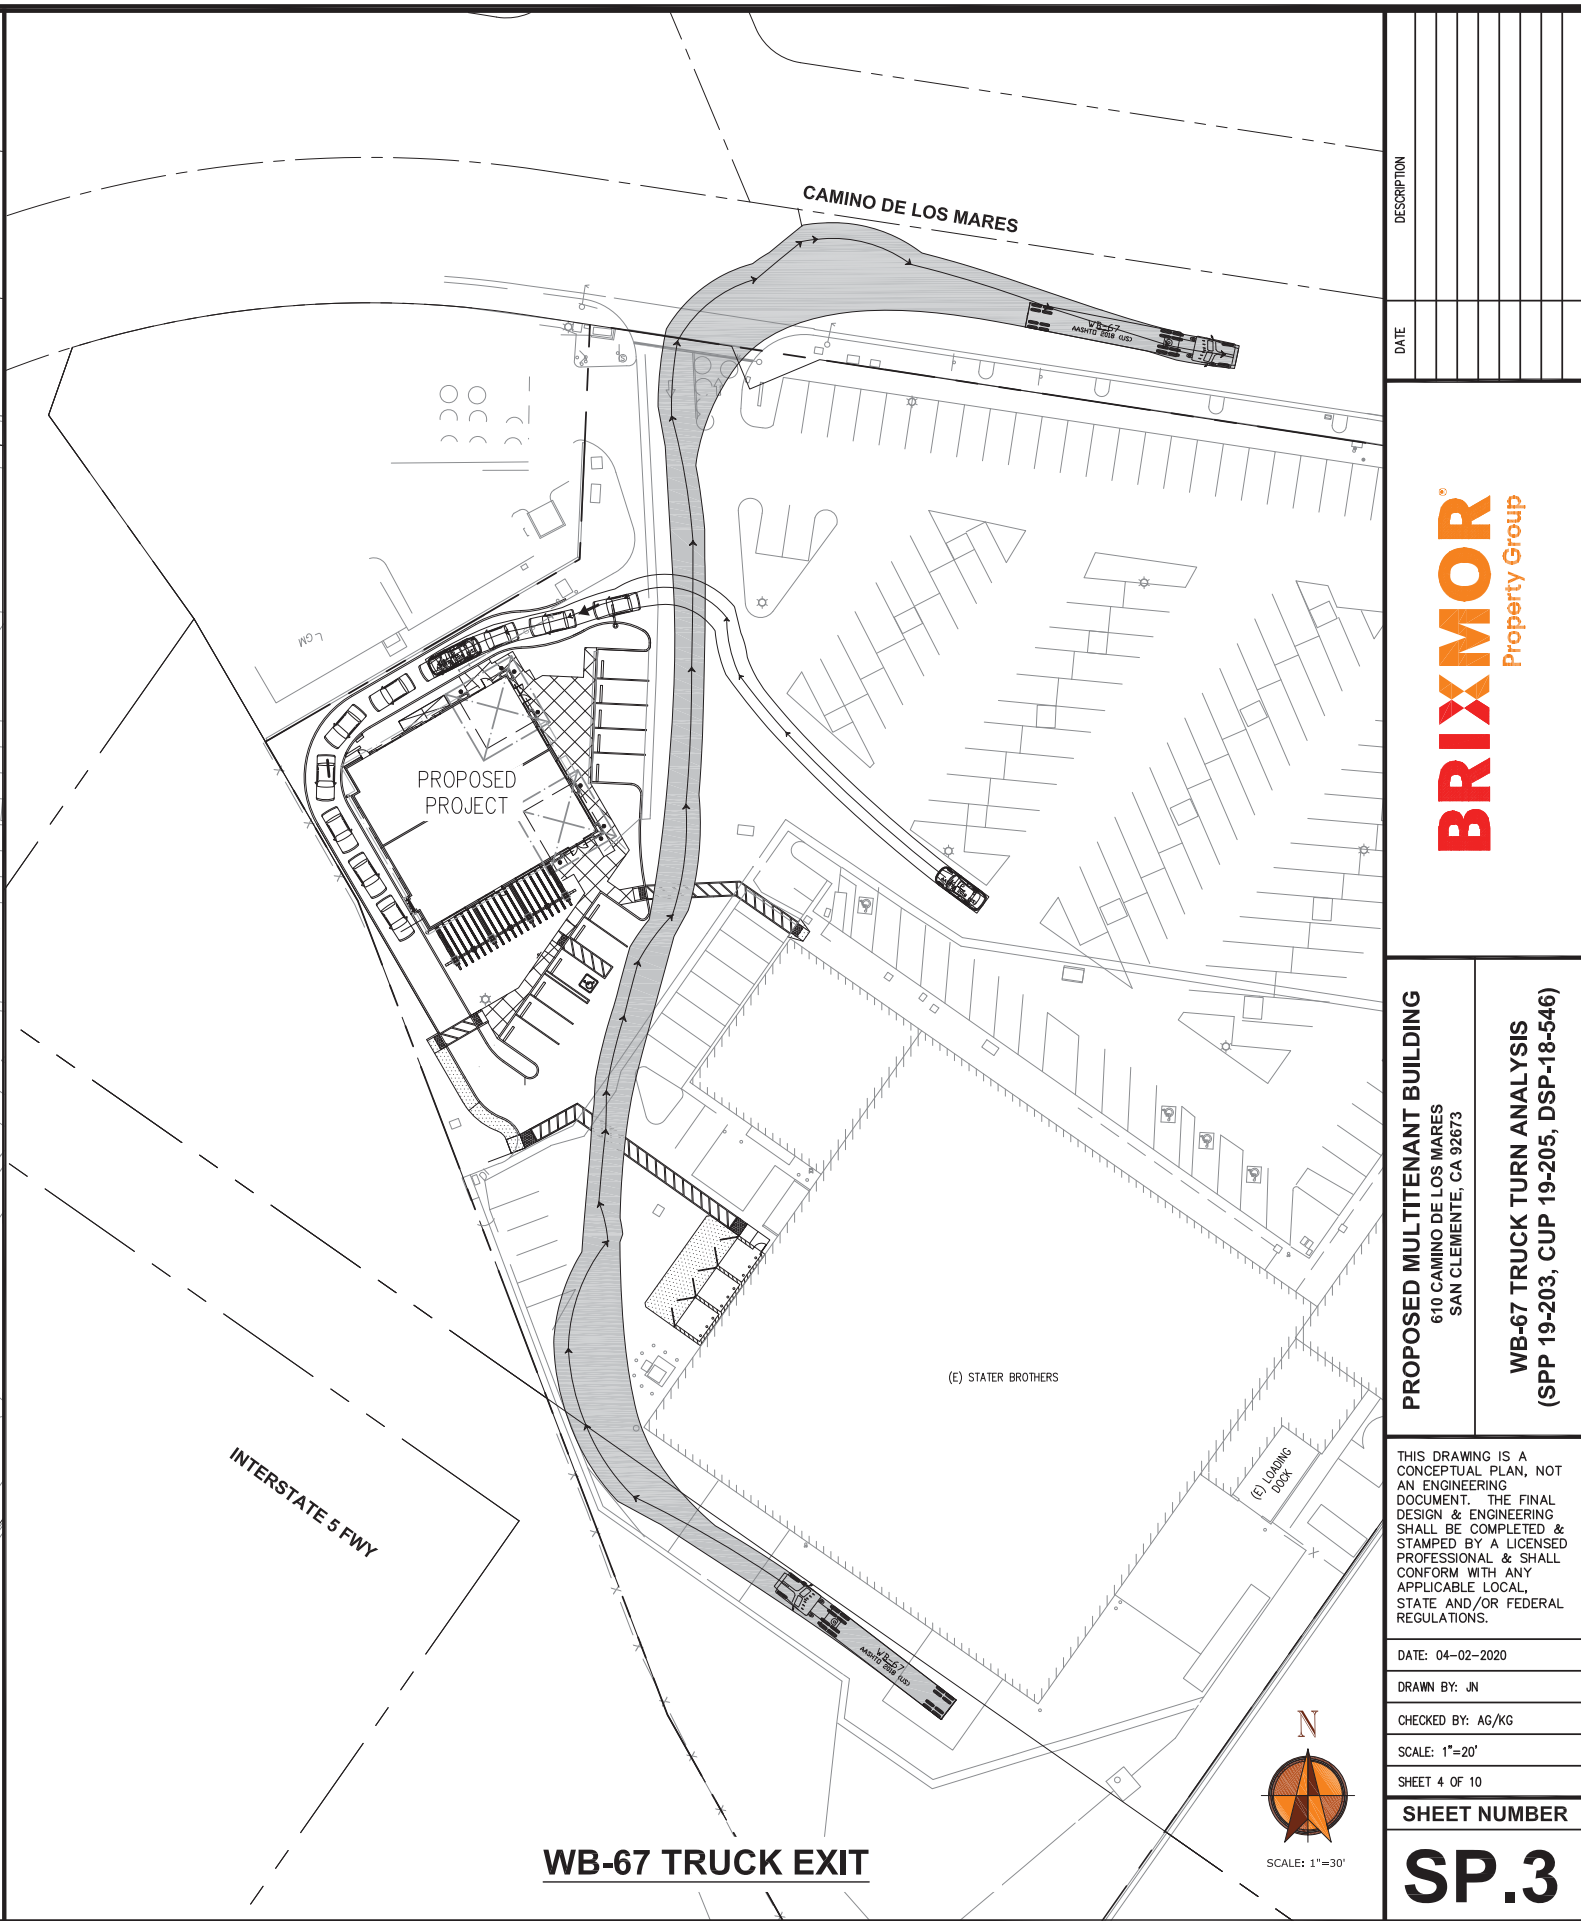 CAMINO DE LOS MARES
WB-67
AASHTO 2018 (US)
PROPOSED
PROJECT
(E) STATER BROTHERS
(E) LOADING
DOCK
INTERSTATE 5 FWY
WB-67
AASHTO 2018 (US)
WB-67 TRUCK EXIT
N
SCALE: 1"=30'
DESCRIPTION
DATE
BRIXMOR
Property Group
PROPOSED MULTITENANT BUILDING
610 CAMINO DE LOS MARES
SAN CLEMENTE, CA 92673
WB-67 TRUCK TURN ANALYSIS
(SPP 19-203, CUP 19-205, DSP-18-546)
THIS DRAWING IS A
CONCEPTUAL PLAN, NOT
AN ENGINEERING
DOCUMENT. THE FINAL
DESIGN & ENGINEERING
SHALL BE COMPLETED &
STAMPED BY A LICENSED
PROFESSIONAL & SHALL
CONFORM WITH ANY
APPLICABLE LOCAL,
STATE AND/OR FEDERAL
REGULATIONS.
DATE: 04-02-2020
DRAWN BY: JN
CHECKED BY: AG/KG
SCALE: 1"=20'
SHEET 4 OF 10
SHEET NUMBER
SP.3